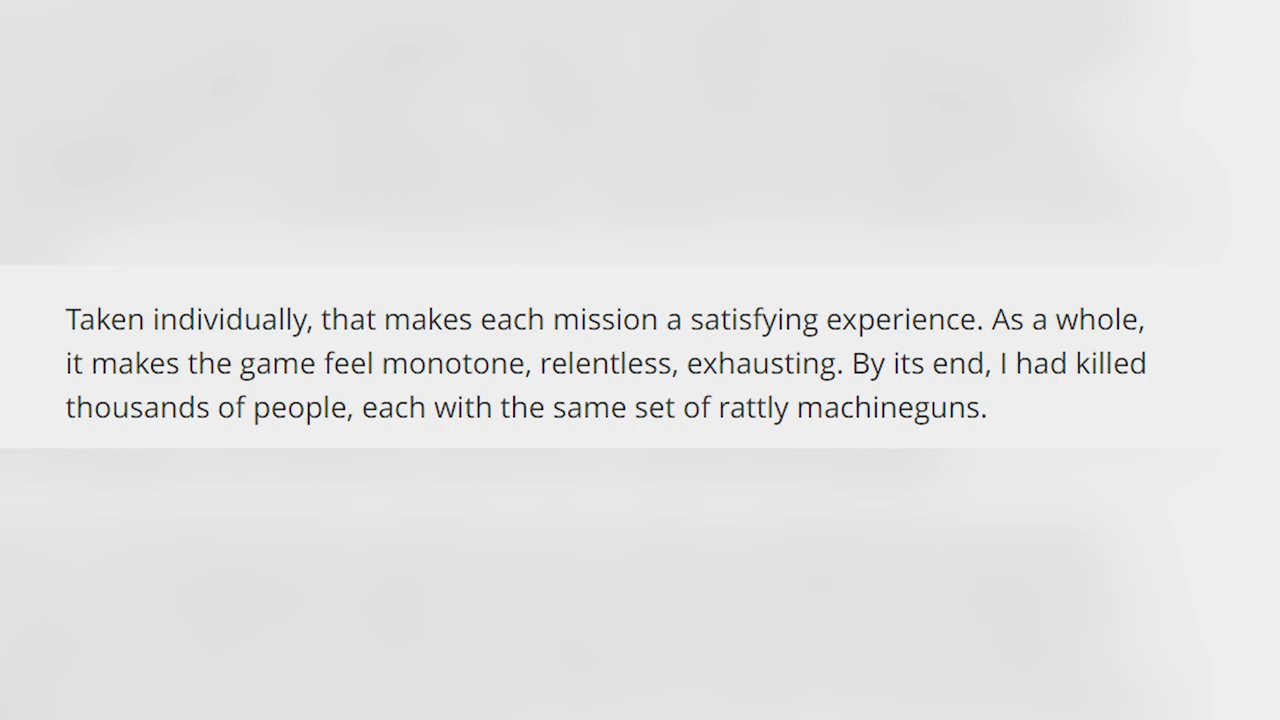 Taken individually, that makes each mission a satisfying experience. As a whole,
it makes the game feel monotone, relentless, exhausting. By its end, I had killed
thousands of people, each with the same set of rattly machineguns.